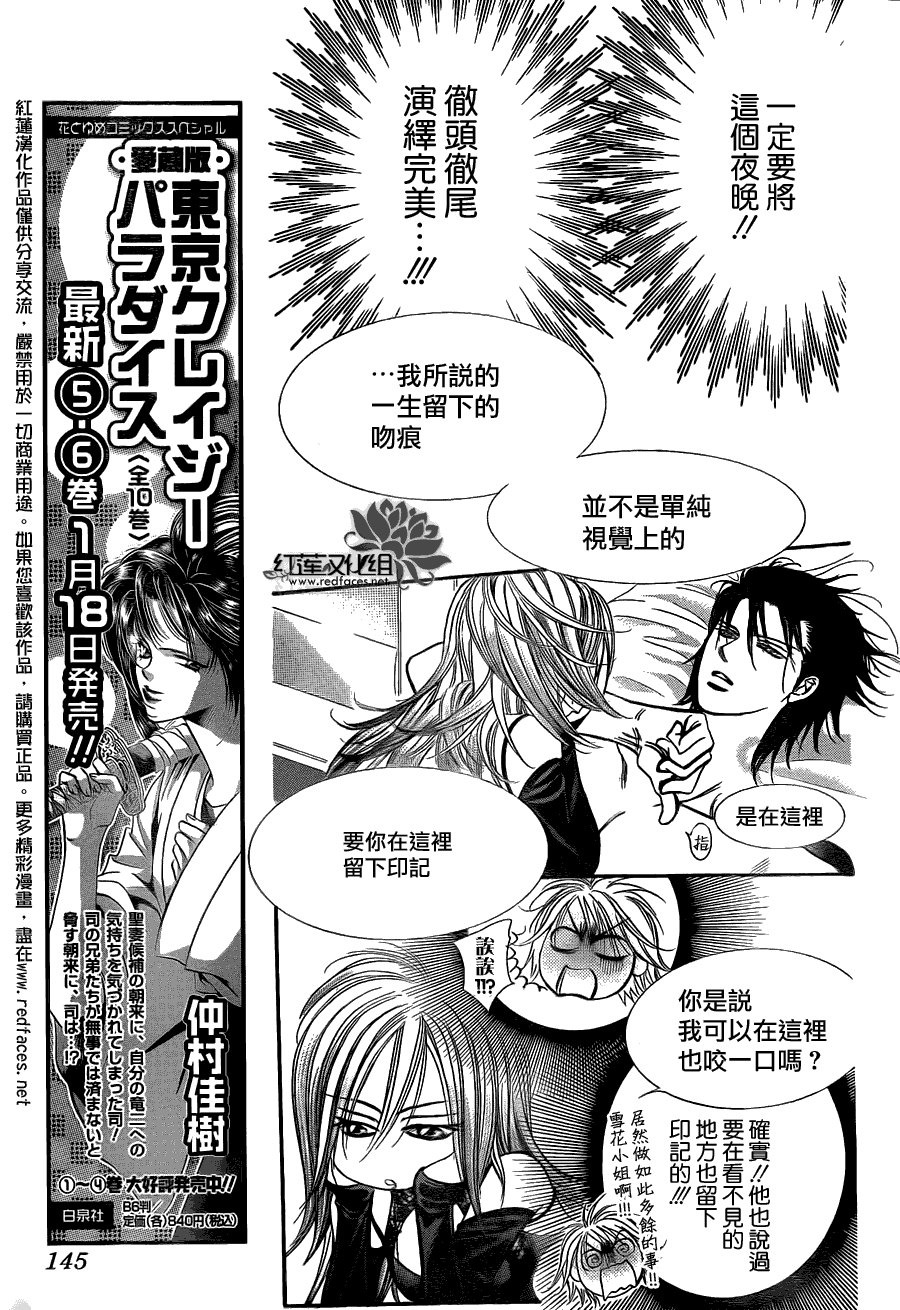 一定要將
這個夜晚!!
徹頭徹尾
演繹完美…!!!
…我所説的
一生留下的
吻痕
並不是單純
視覺上的
紅蓮汉化组
www.redfaces.net
是在這裡
指
要你在這裡
留下印記
誒
誒!!!?
你是説
我可以在這裡
也咬一口嗎？
確實!!他也說過
要在看不見的
地方也留下
印記的!!!
居然做如此多餘的事!!
雪花小姐啊!!!
花とゆめコミックススペシャル
愛蔵版
東京クレイジー
パラダイス
〈全10巻〉
最新⑤・⑥巻1月18日発売!!
聖妻候補の朝来に、自分の竜二への
気持ちを気づかれてしまった司！
司の兄弟たちが無事では済まないと
脅す朝来に、司は…!?
仲村佳樹
①〜④巻 大好評発売中!!
B6判/
定価(各)840円(税込)
白泉社
紅蓮漢化作品僅供分享交流，嚴禁用於一切商業用途。如果您喜歡該作品，請購買正品。更多精彩漫畫，盡在www.redfaces.net
145